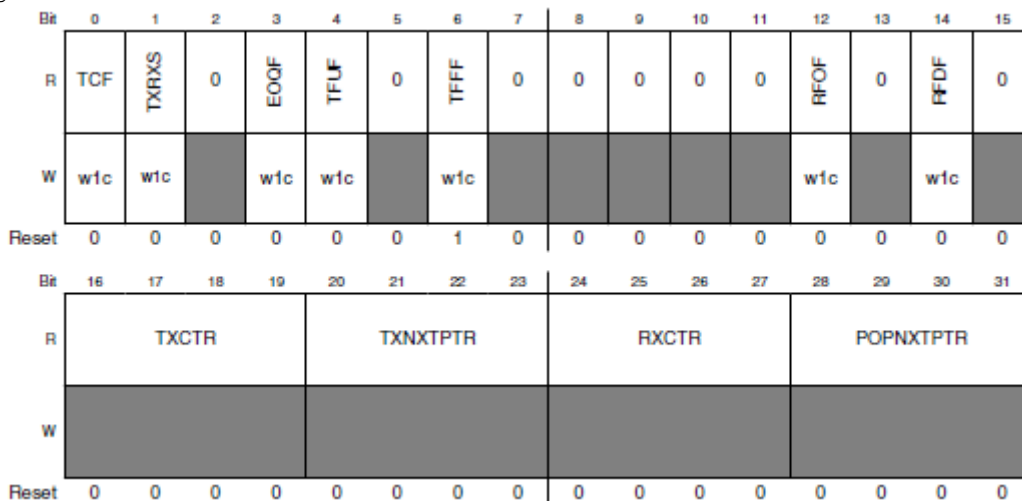 Bit 0 1 2 3 4 5 6 7 8 9 10 11 12 13 14 15
R TCF TXRXS 0 EOQF TFUF 0 TFFF 0 0 0 0 0 RFOF 0 RFDF 0
W w1c w1c w1c w1c w1c w1c w1c
Reset 0 0 0 0 0 0 1 0 0 0 0 0 0 0 0 0
Bit 16 17 18 19 20 21 22 23 24 25 26 27 28 29 30 31
R TXCTR TXNXTPTR RXCTR POPNXTPTR
W
Reset 0 0 0 0 0 0 0 0 0 0 0 0 0 0 0 0